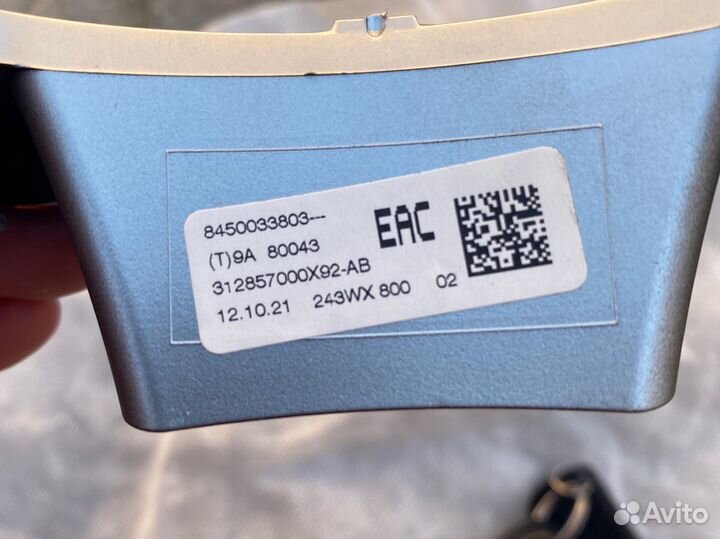 8450033803---
EAC
(T)9A 80043
312857000X92-AB
12.10.21 243WX 800 02
Avito